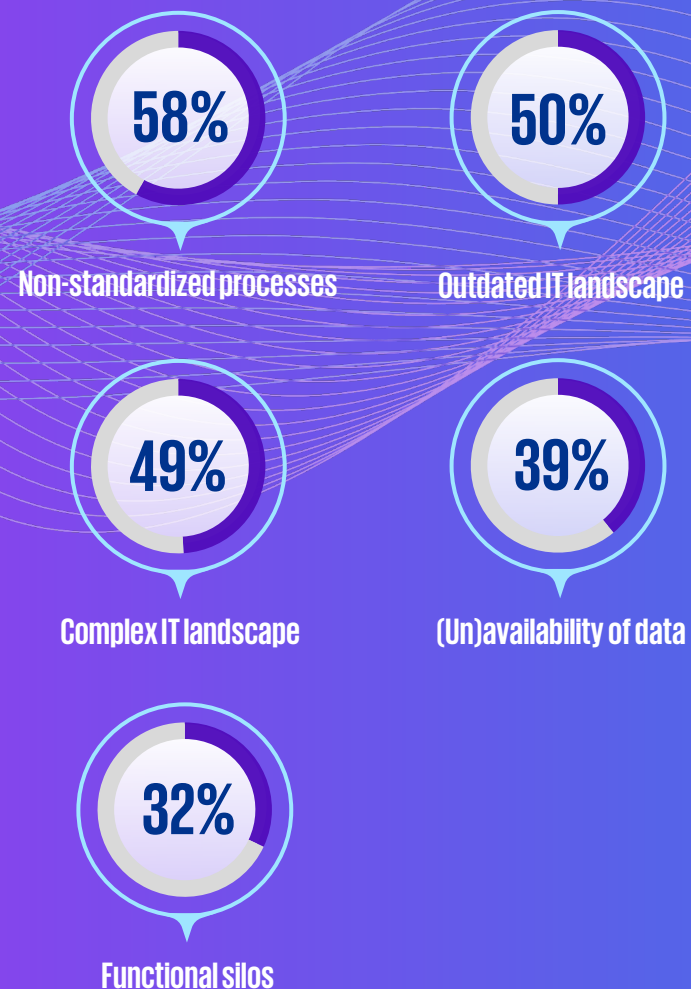 58%
50%
Non-standardized processes
Outdated IT landscape
49%
39%
Complex IT landscape
(Un)availability of data
32%
Functional silos